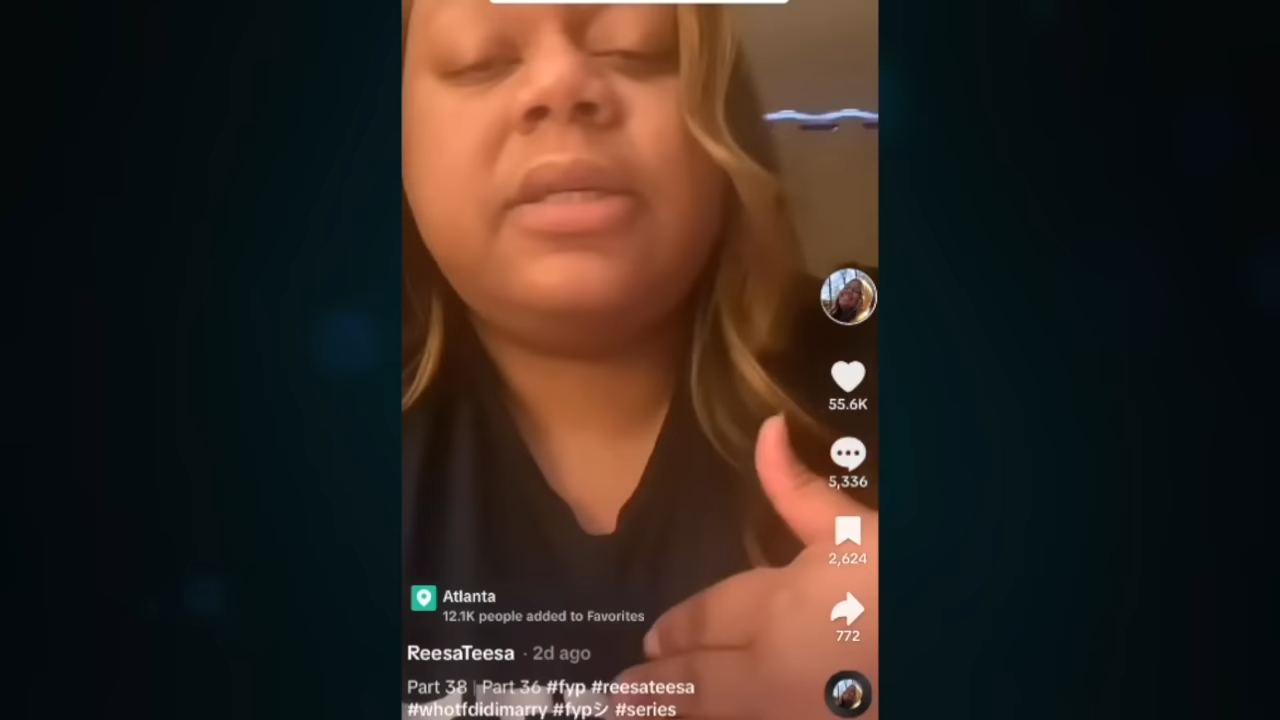 55.6K
5,336
2,624
772
Atlanta
12.1K people added to Favorites
ReesaTeesa · 2d ago
Part 38 | Part 36 #fyp #reesateesa
#whotfdidimarry #fypシ #series